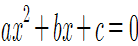 ax² + bx + c = 0